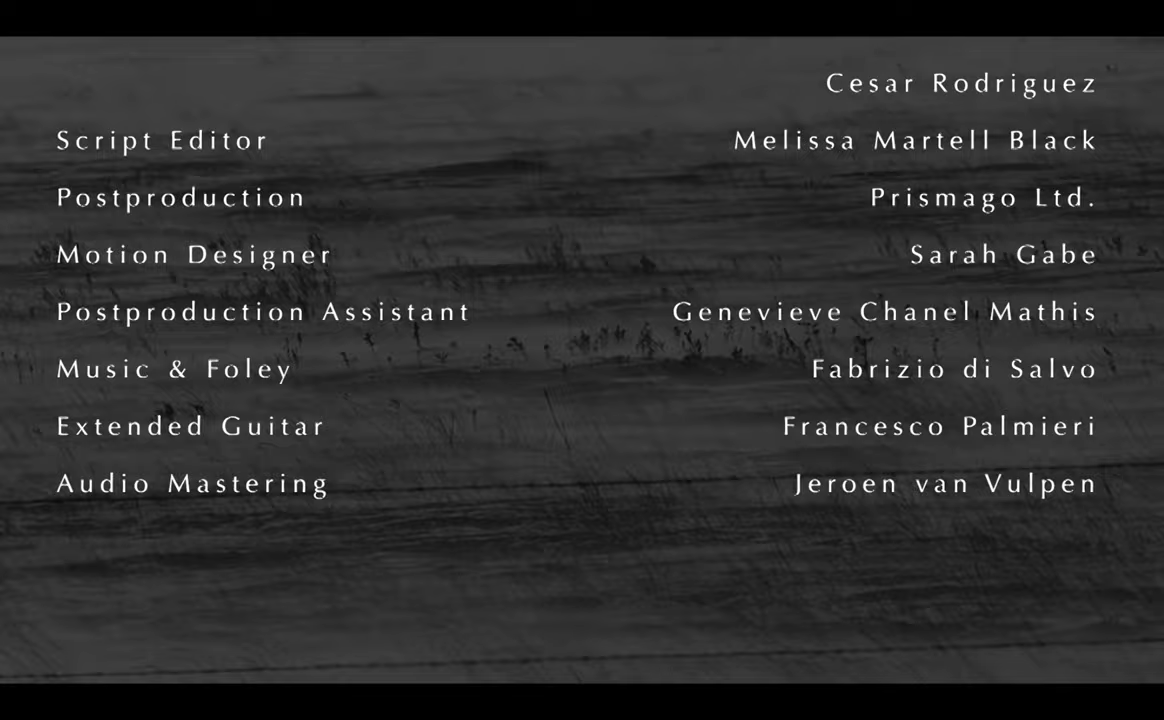 Cesar Rodriguez
Script Editor Melissa Martell Black
Postproduction Prismago Ltd.
Motion Designer Sarah Gabe
Postproduction Assistant Genevieve Chanel Mathis
Music & Foley Fabrizio di Salvo
Extended Guitar Francesco Palmieri
Audio Mastering Jeroen van Vulpen